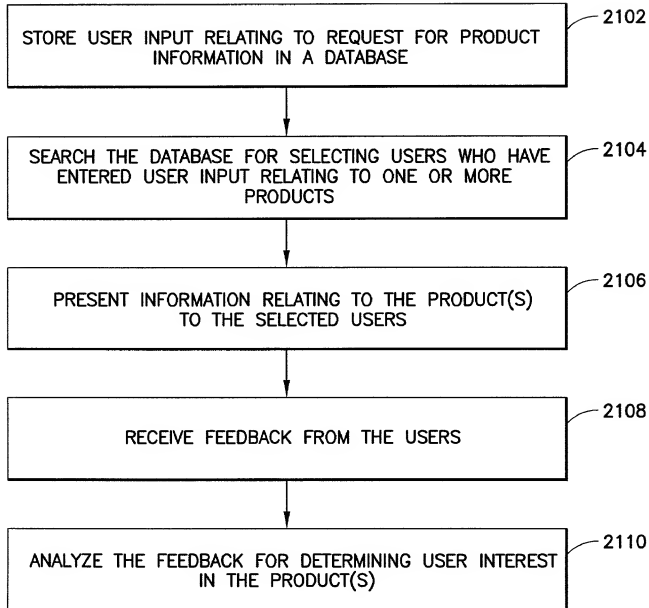 STORE USER INPUT RELATING TO REQUEST FOR PRODUCT
INFORMATION IN A DATABASE
2102
SEARCH THE DATABASE FOR SELECTING USERS WHO HAVE
ENTERED USER INPUT RELATING TO ONE OR MORE
PRODUCTS
2104
PRESENT INFORMATION RELATING TO THE PRODUCT(S)
TO THE SELECTED USERS
2106
RECEIVE FEEDBACK FROM THE USERS
2108
ANALYZE THE FEEDBACK FOR DETERMINING USER INTEREST
IN THE PRODUCT(S)
2110